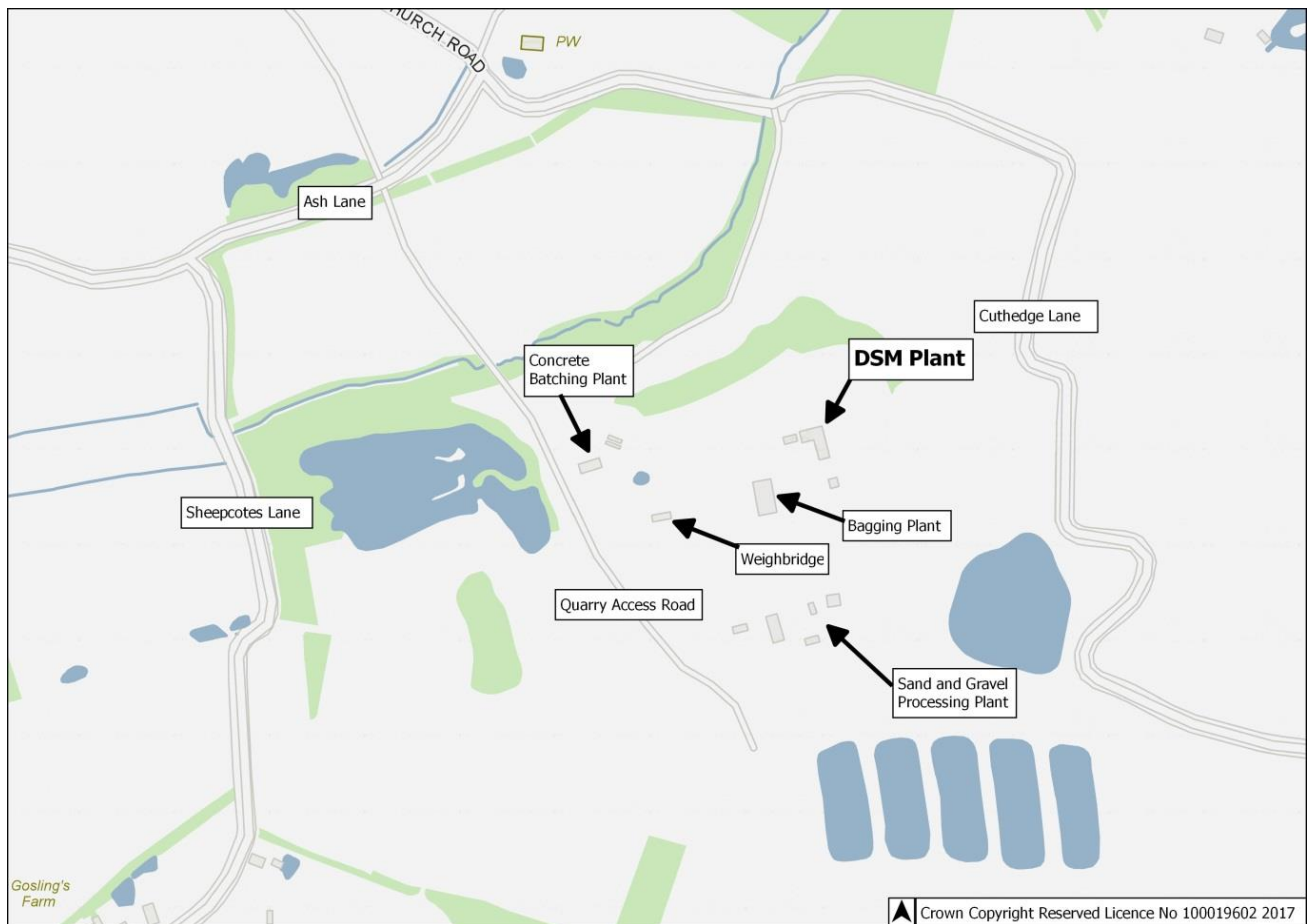 HURCH ROAD
PW
Ash Lane
Cuthedge Lane
DSM Plant
Concrete
Batching Plant
Sheepcotes Lane
Bagging Plant
Weighbridge
Quarry Access Road
Sand and Gravel
Processing Plant
Gosling's
Farm
Crown Copyright Reserved Licence No 100019602 2017